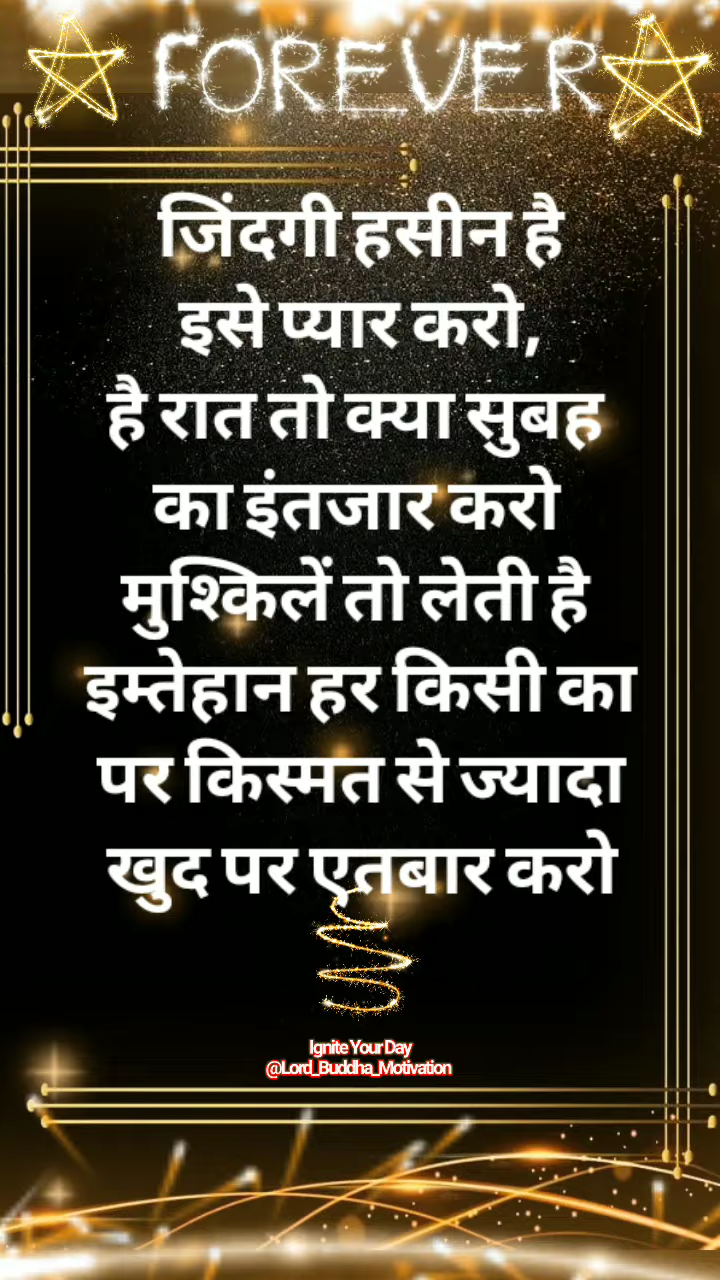 FOREVER
जिंदगी हसीन है
इसे प्यार करो,
है रात तो क्या सुबह
का इंतजार करो
मुश्किलें तो लेती है
इम्तेहान हर किसी का
पर किस्मत से ज्यादा
खुद पर एतबार करो
Ignite Your Day
@Lord_Buddha_Motivation